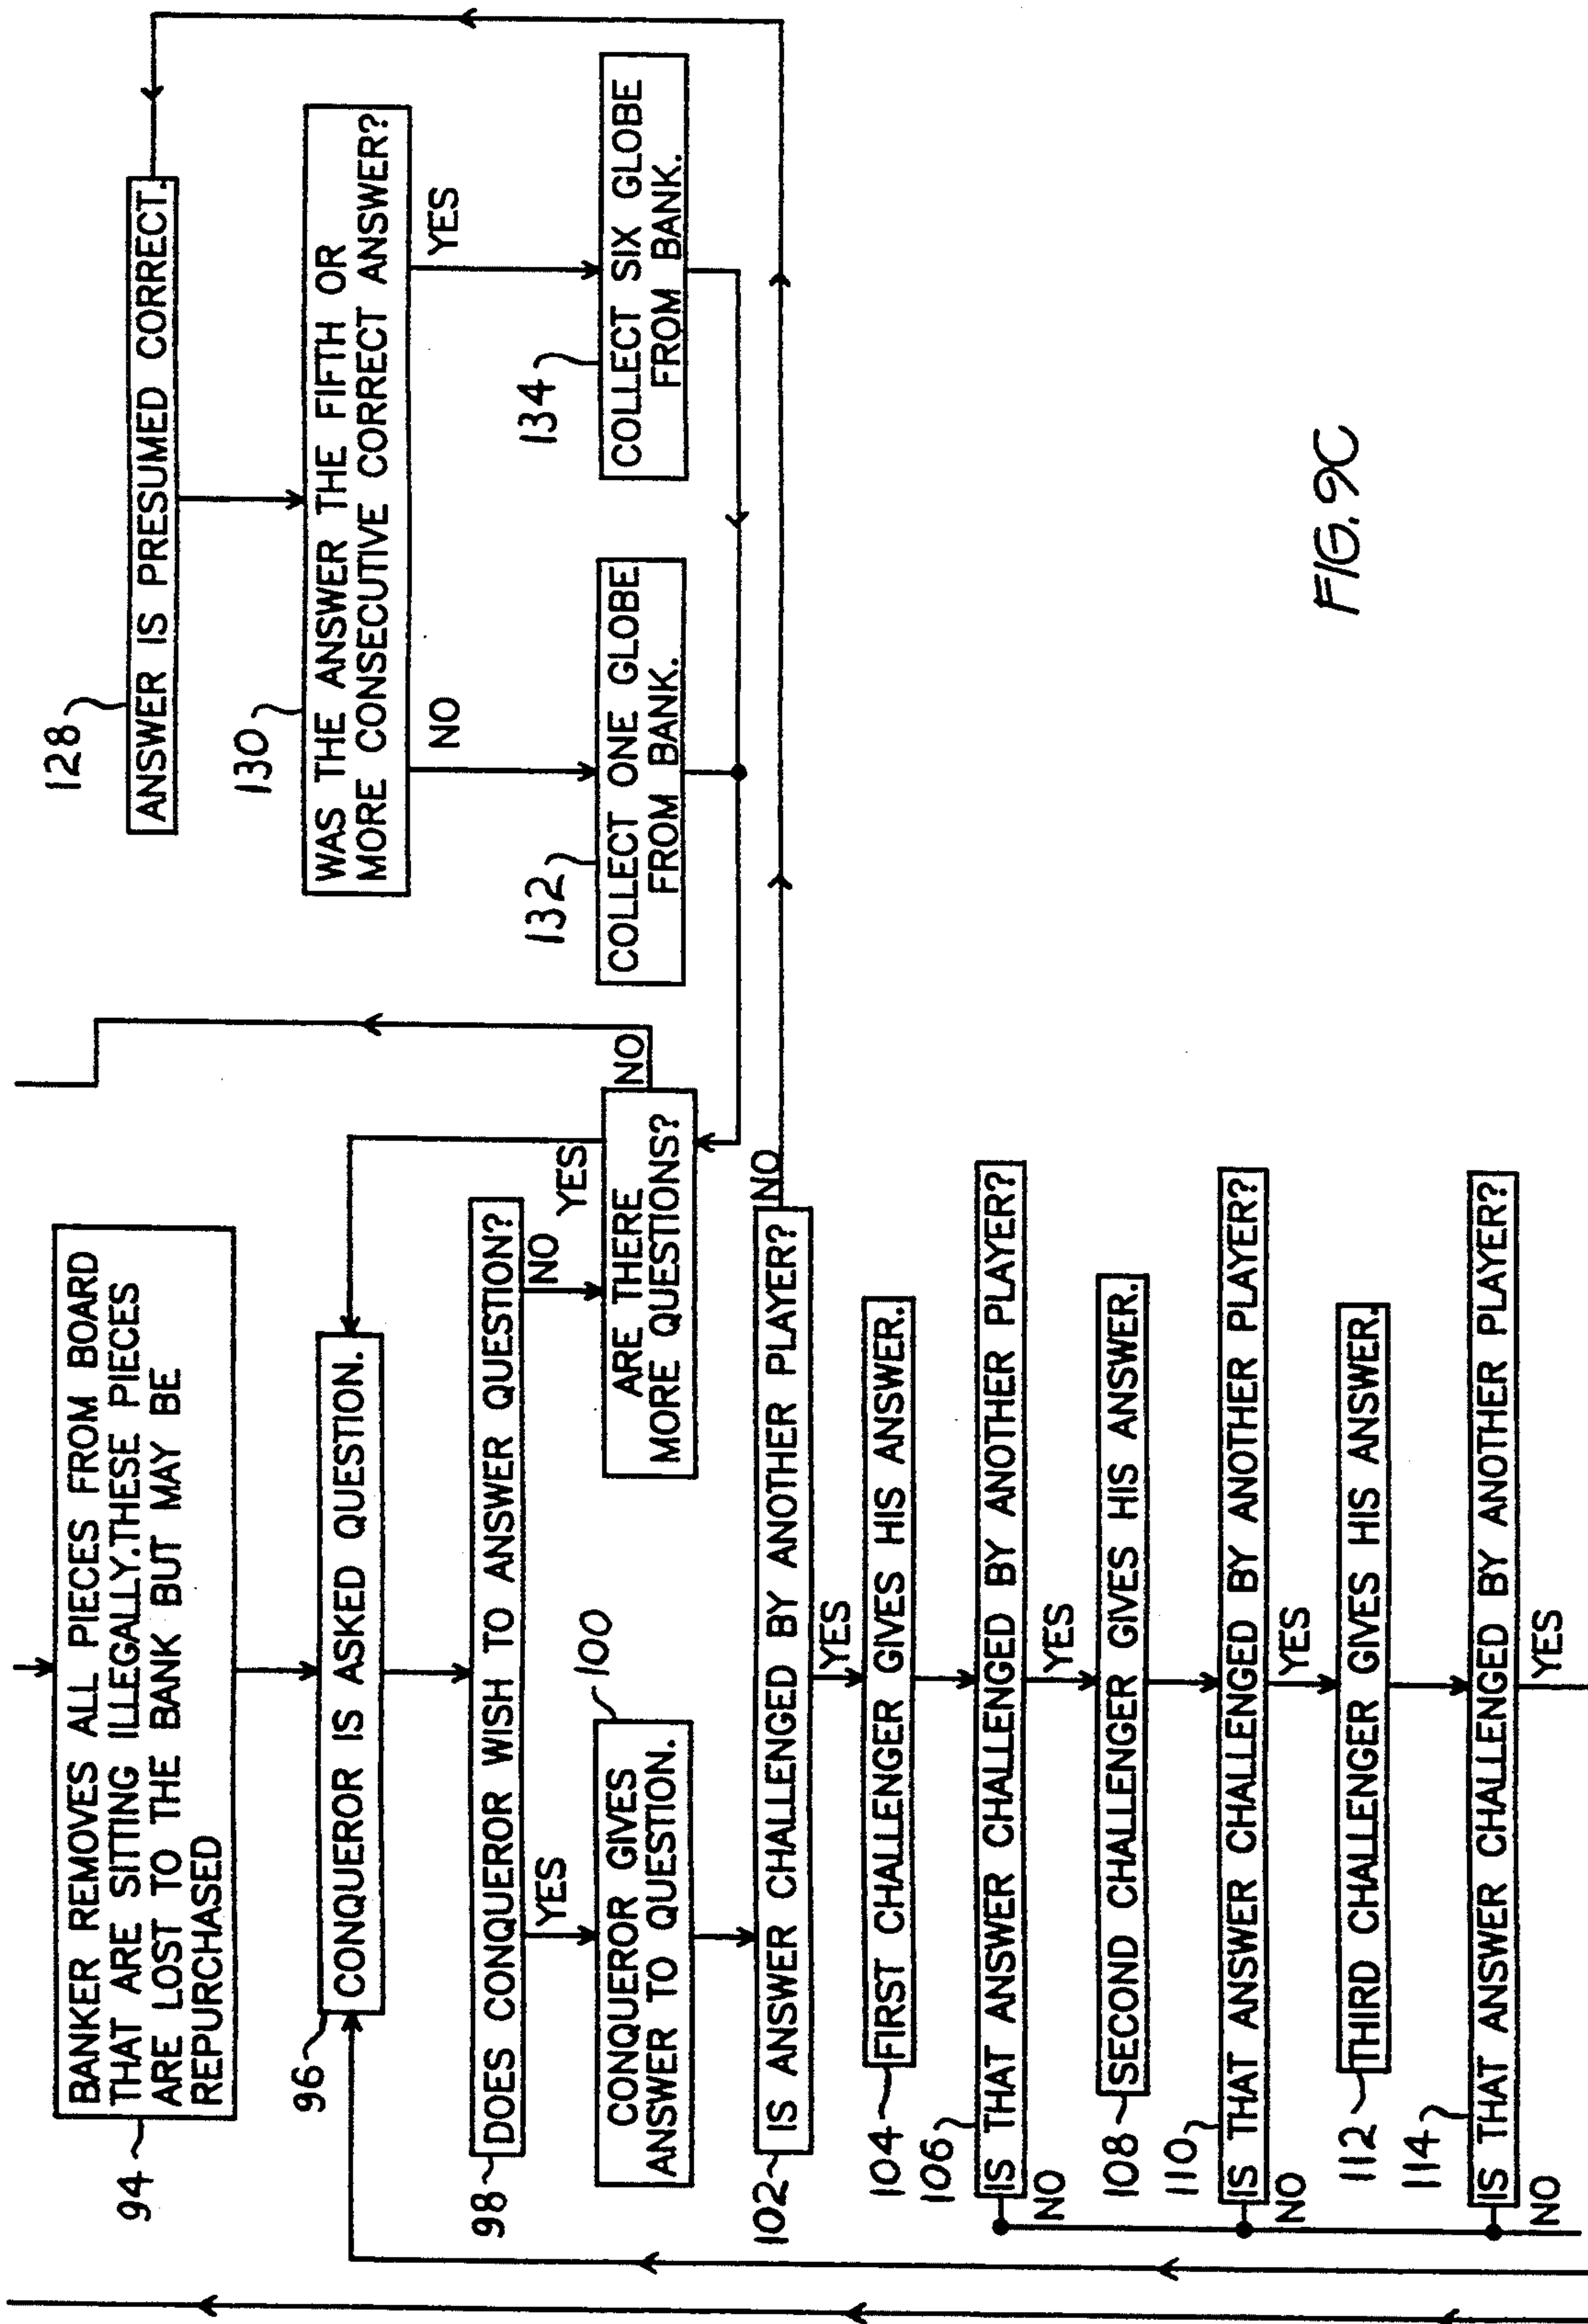 94
BANKER REMOVES ALL PIECES FROM BOARD
THAT ARE SITTING ILLEGALLY.THESE PIECES
ARE LOST TO THE BANK BUT MAY BE
REPURCHASED
96
CONQUEROR IS ASKED QUESTION.
98
DOES CONQUEROR WISH TO ANSWER QUESTION?
YES
NO
100
CONQUEROR GIVES
ANSWER TO QUESTION.
ARE THERE
MORE QUESTIONS?
YES
NO
102
IS ANSWER CHALLENGED BY ANOTHER PLAYER?
NO
YES
104
FIRST CHALLENGER GIVES HIS ANSWER.
106
IS THAT ANSWER CHALLENGED BY ANOTHER PLAYER?
NO
YES
108
SECOND CHALLENGER GIVES HIS ANSWER.
110
IS THAT ANSWER CHALLENGED BY ANOTHER PLAYER?
NO
YES
112
THIRD CHALLENGER GIVES HIS ANSWER.
114
IS THAT ANSWER CHALLENGED BY ANOTHER PLAYER?
NO
YES
128
ANSWER IS PRESUMED CORRECT.
130
WAS THE ANSWER THE FIFTH OR
MORE CONSECUTIVE CORRECT ANSWER?
NO
YES
132
COLLECT ONE GLOBE
FROM BANK.
134
COLLECT SIX GLOBE
FROM BANK.
FIG. 9C